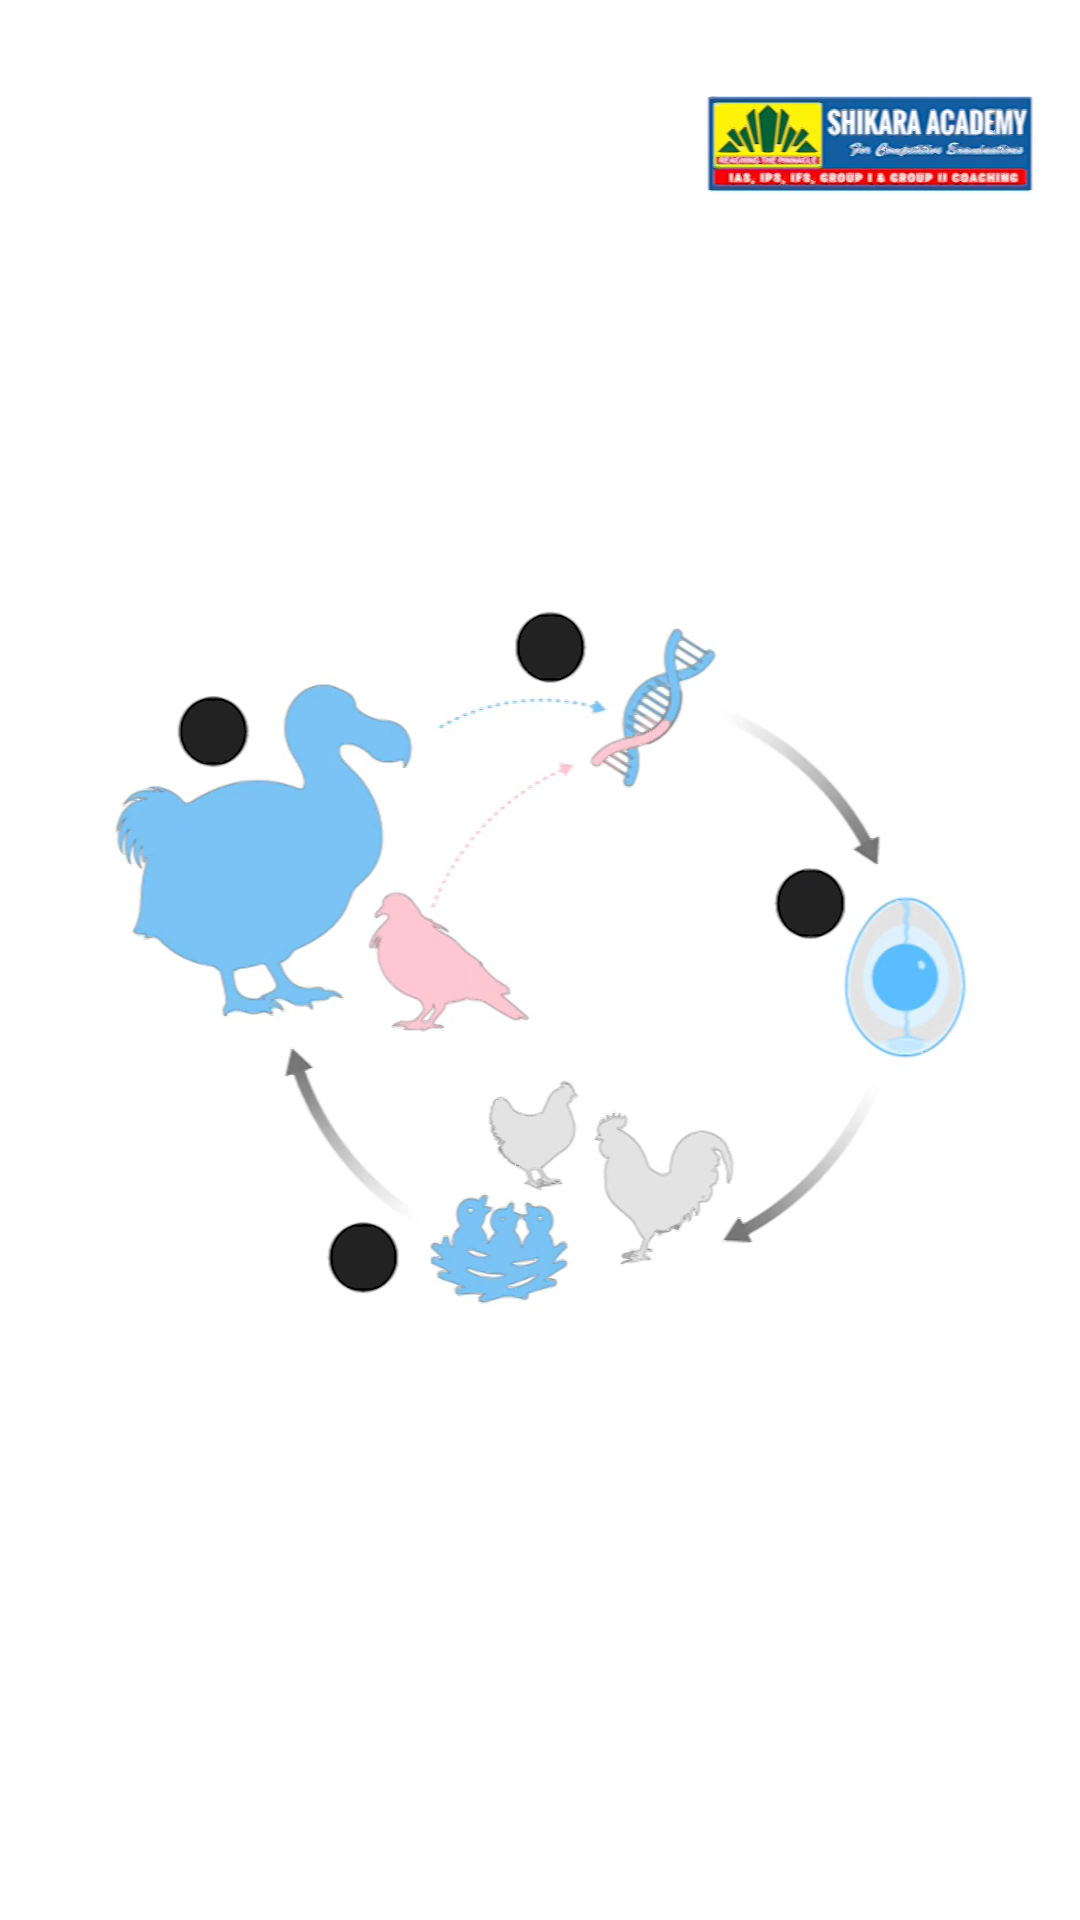 SHIKARA ACADEMY
For Competitive Examinations
REACHING THE PINNACLE
IAS, IPS, IFS, GROUP I & GROUP II COACHING